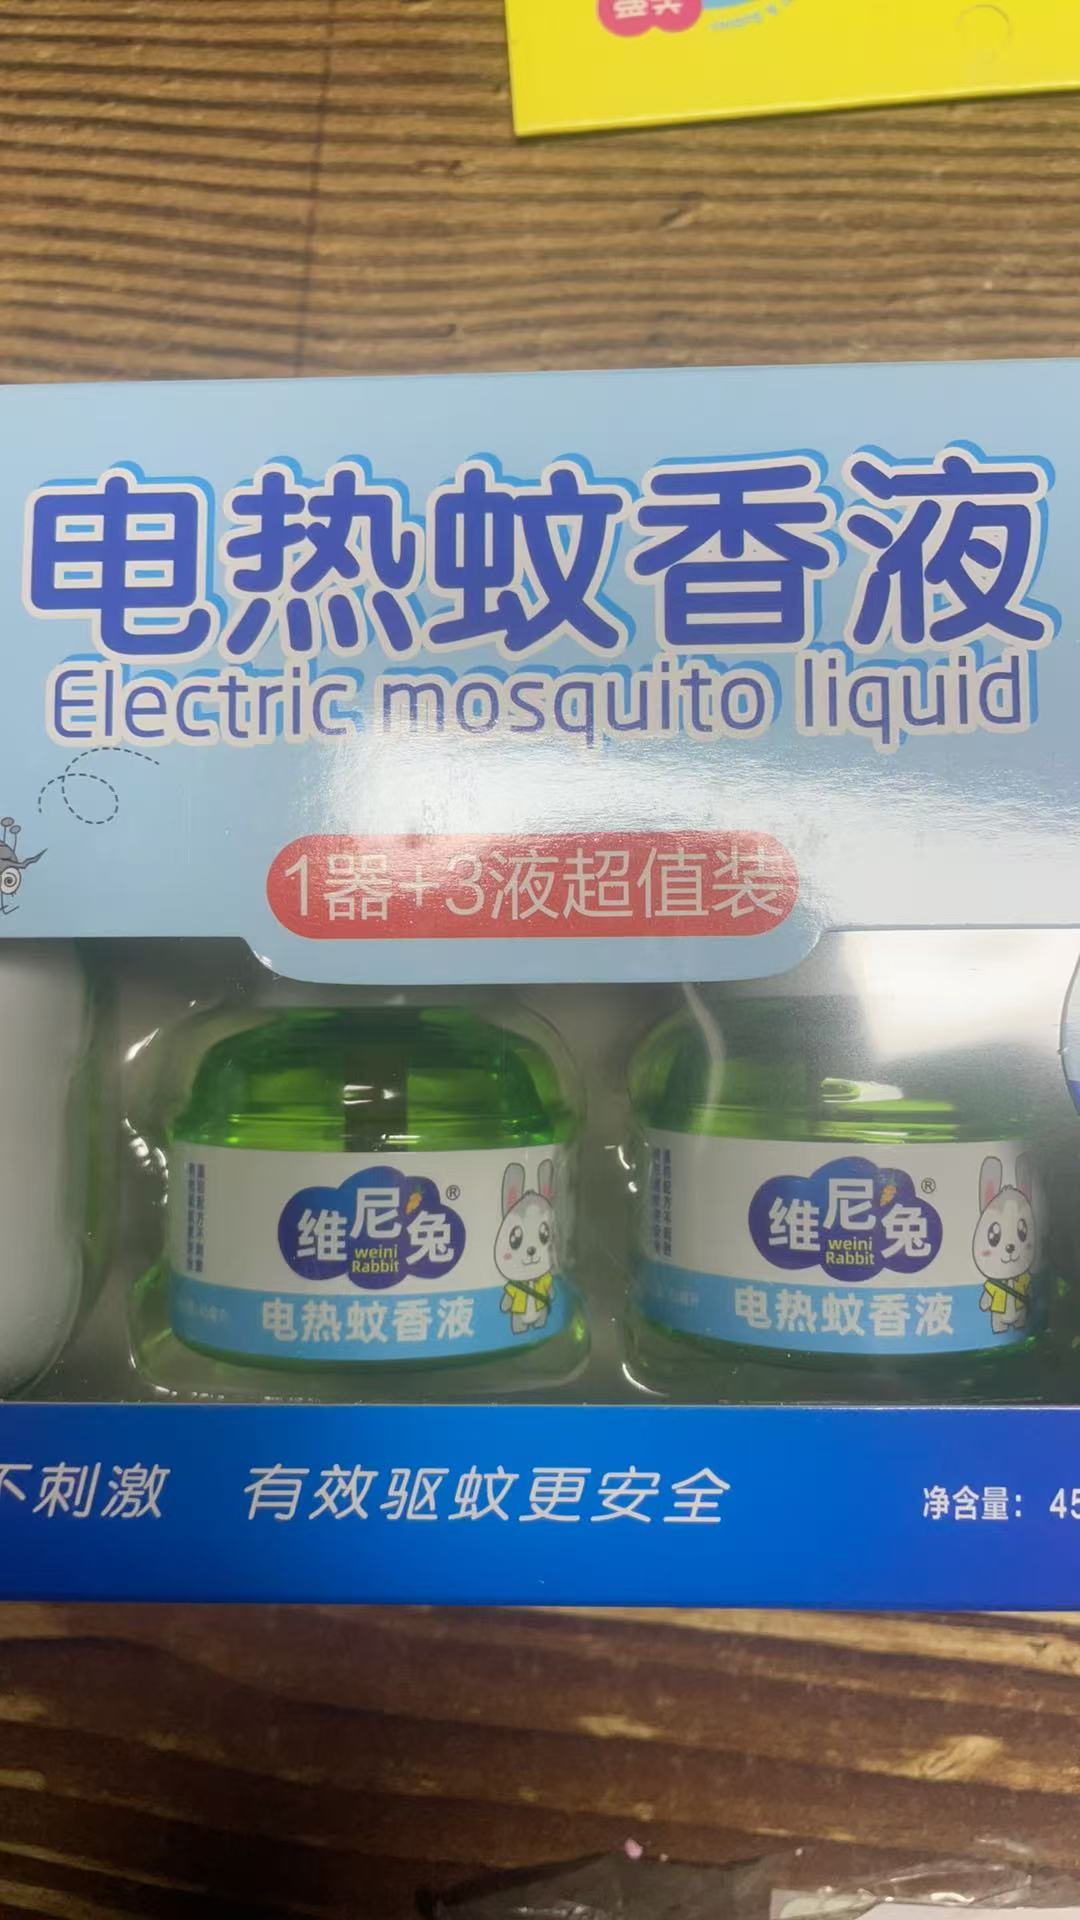 电热蚊香液
Electric mosquito liquid
1器+3液超值装
维尼兔®
weini
Rabbit
电热蚊香液
维尼兔®
weini
Rabbit
电热蚊香液
不刺激 有效驱蚊更安全
净含量：45